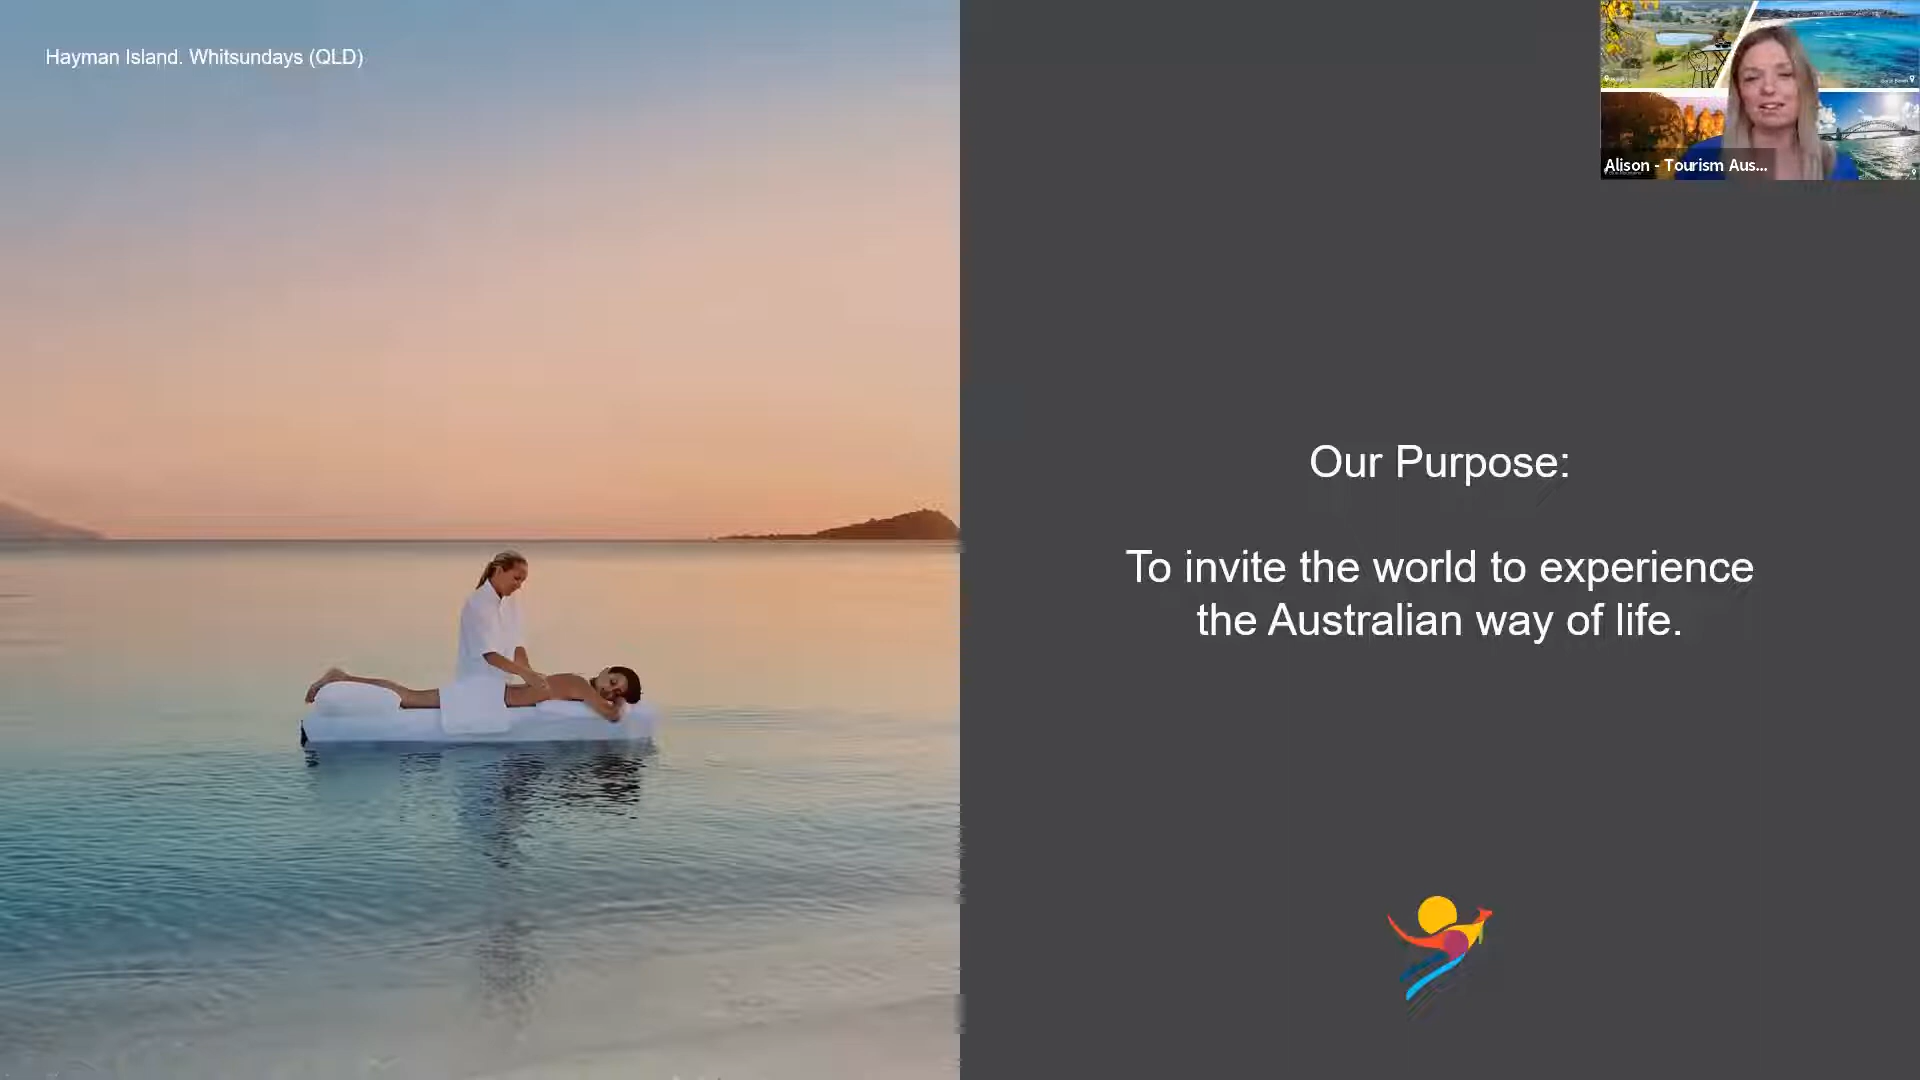 Hayman Island. Whitsundays (QLD)
Alison - Tourism Aus...
Our Purpose:
To invite the world to experience
the Australian way of life.